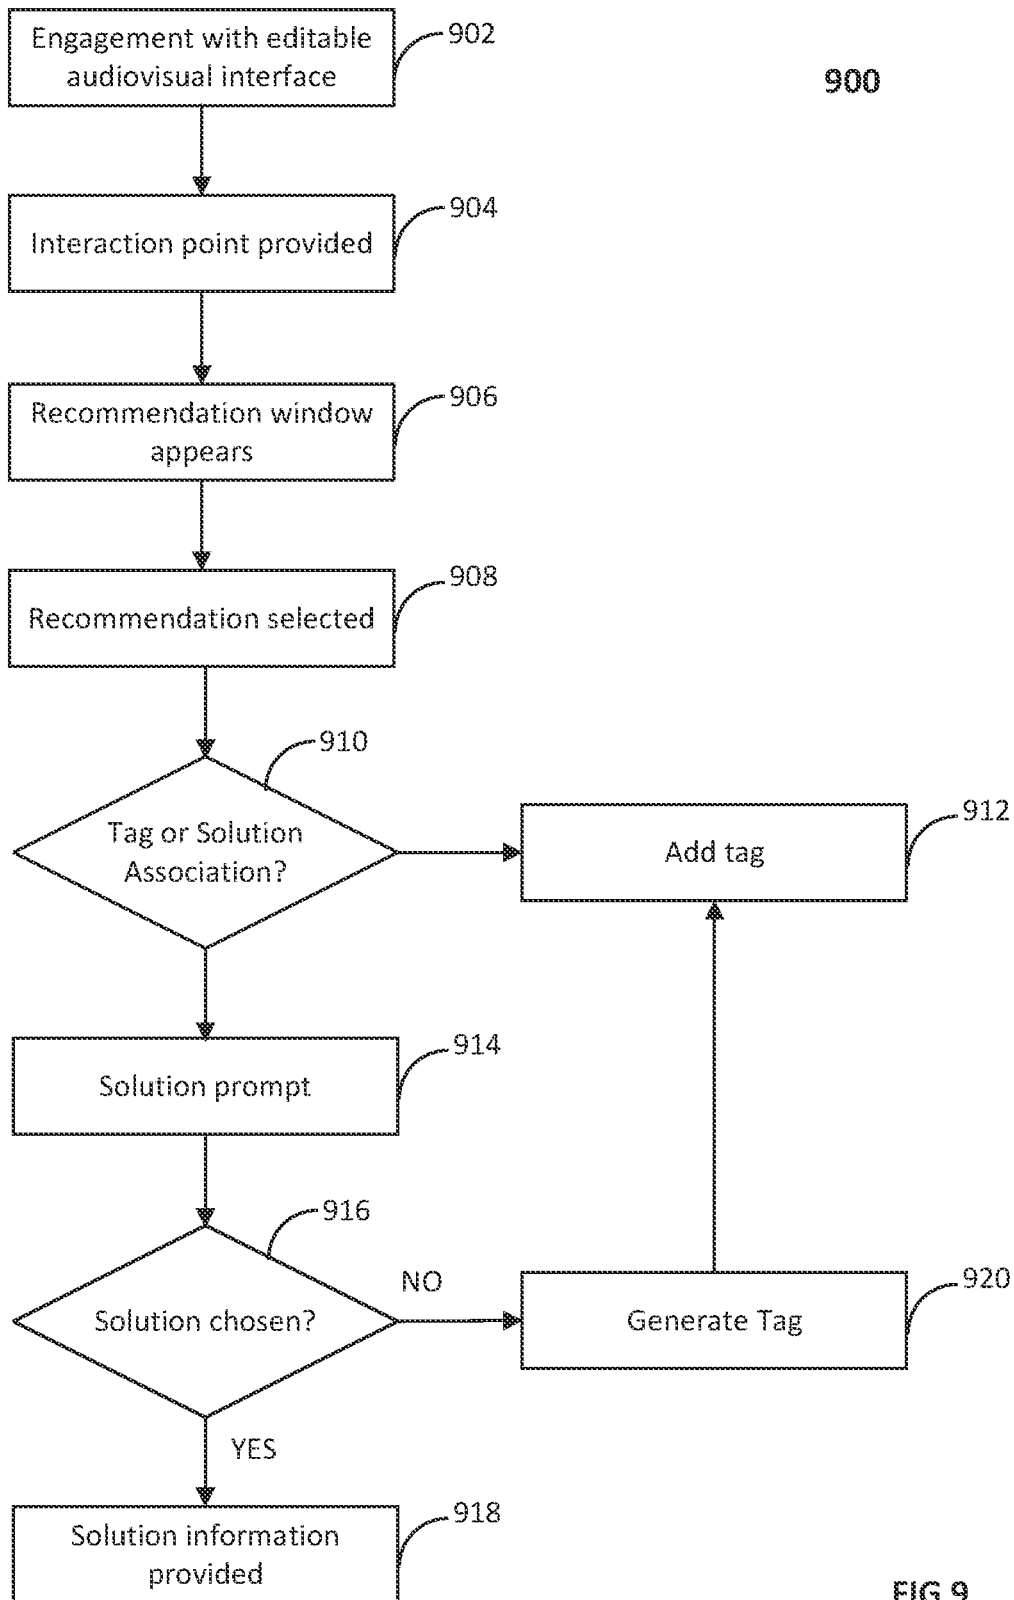 Engagement with editable
audiovisual interface
902
900
Interaction point provided
904
Recommendation window
appears
906
Recommendation selected
908
910
Tag or Solution
Association?
Add tag
912
Solution prompt
914
916
Solution chosen?
NO
Generate Tag
920
YES
Solution information
provided
918
FIG 9